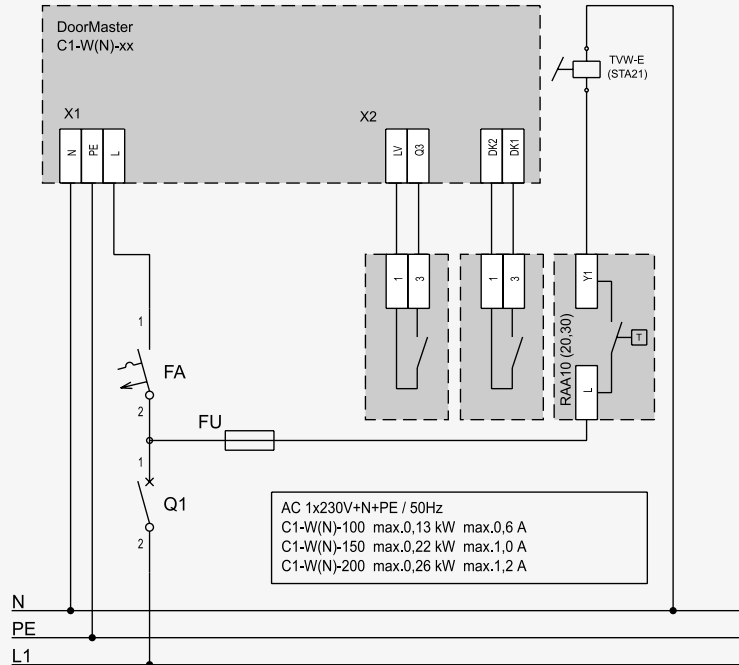 DoorMaster
C1-W(N)-xx
TVW-E
(STA21)
X1
X2
N
PE
L
LV
Q3
DK2
DK1
1
3
1
3
Y1
RAA10 (20,30)
T
L
1
FA
2
FU
1
Q1
2
AC 1x230V+N+PE / 50Hz
C1-W(N)-100 max.0,13 kW max.0,6 A
C1-W(N)-150 max.0,22 kW max.1,0 A
C1-W(N)-200 max.0,26 kW max.1,2 A
N
PE
L1